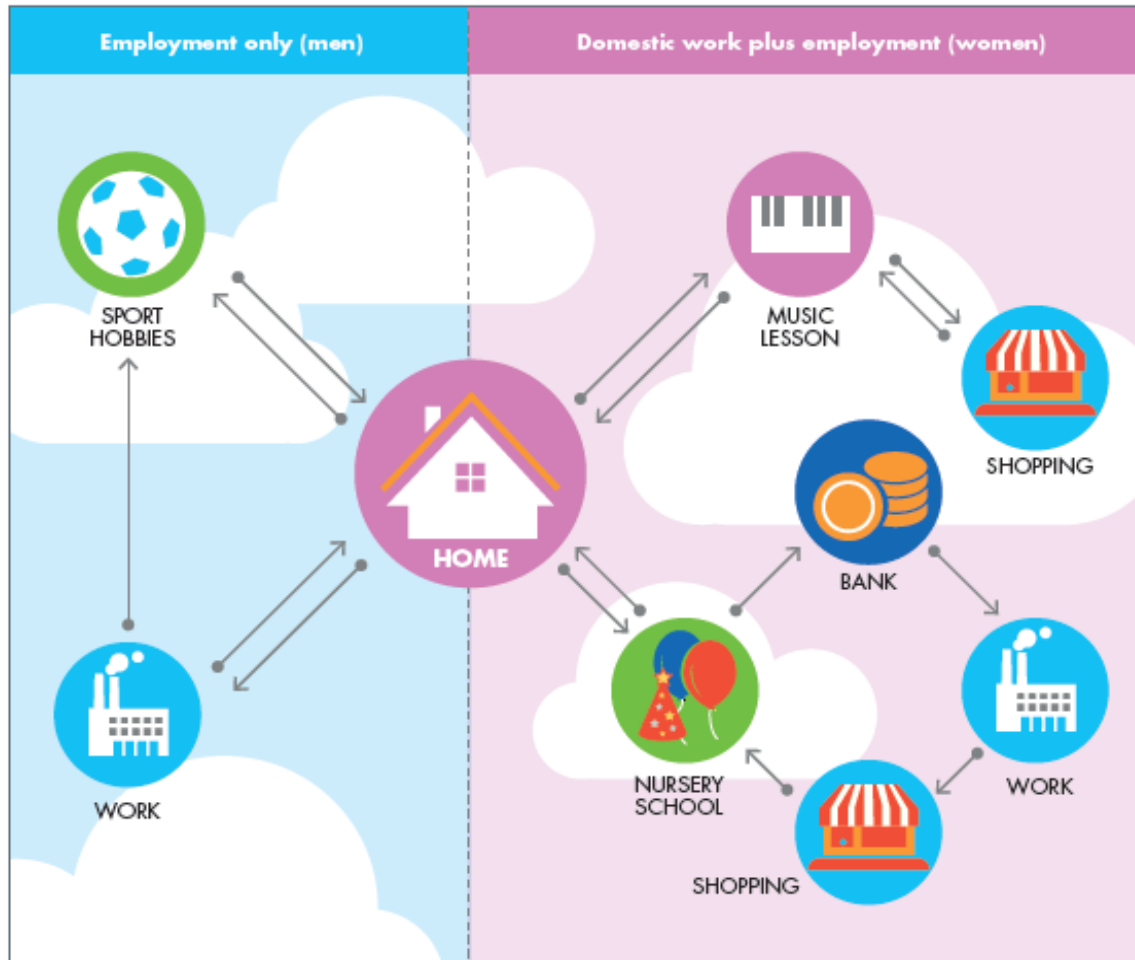 Employment only (men)
Domestic work plus employment (women)
SPORT
HOBBIES
MUSIC
LESSON
SHOPPING
HOME
BANK
WORK
NURSERY
SCHOOL
WORK
SHOPPING